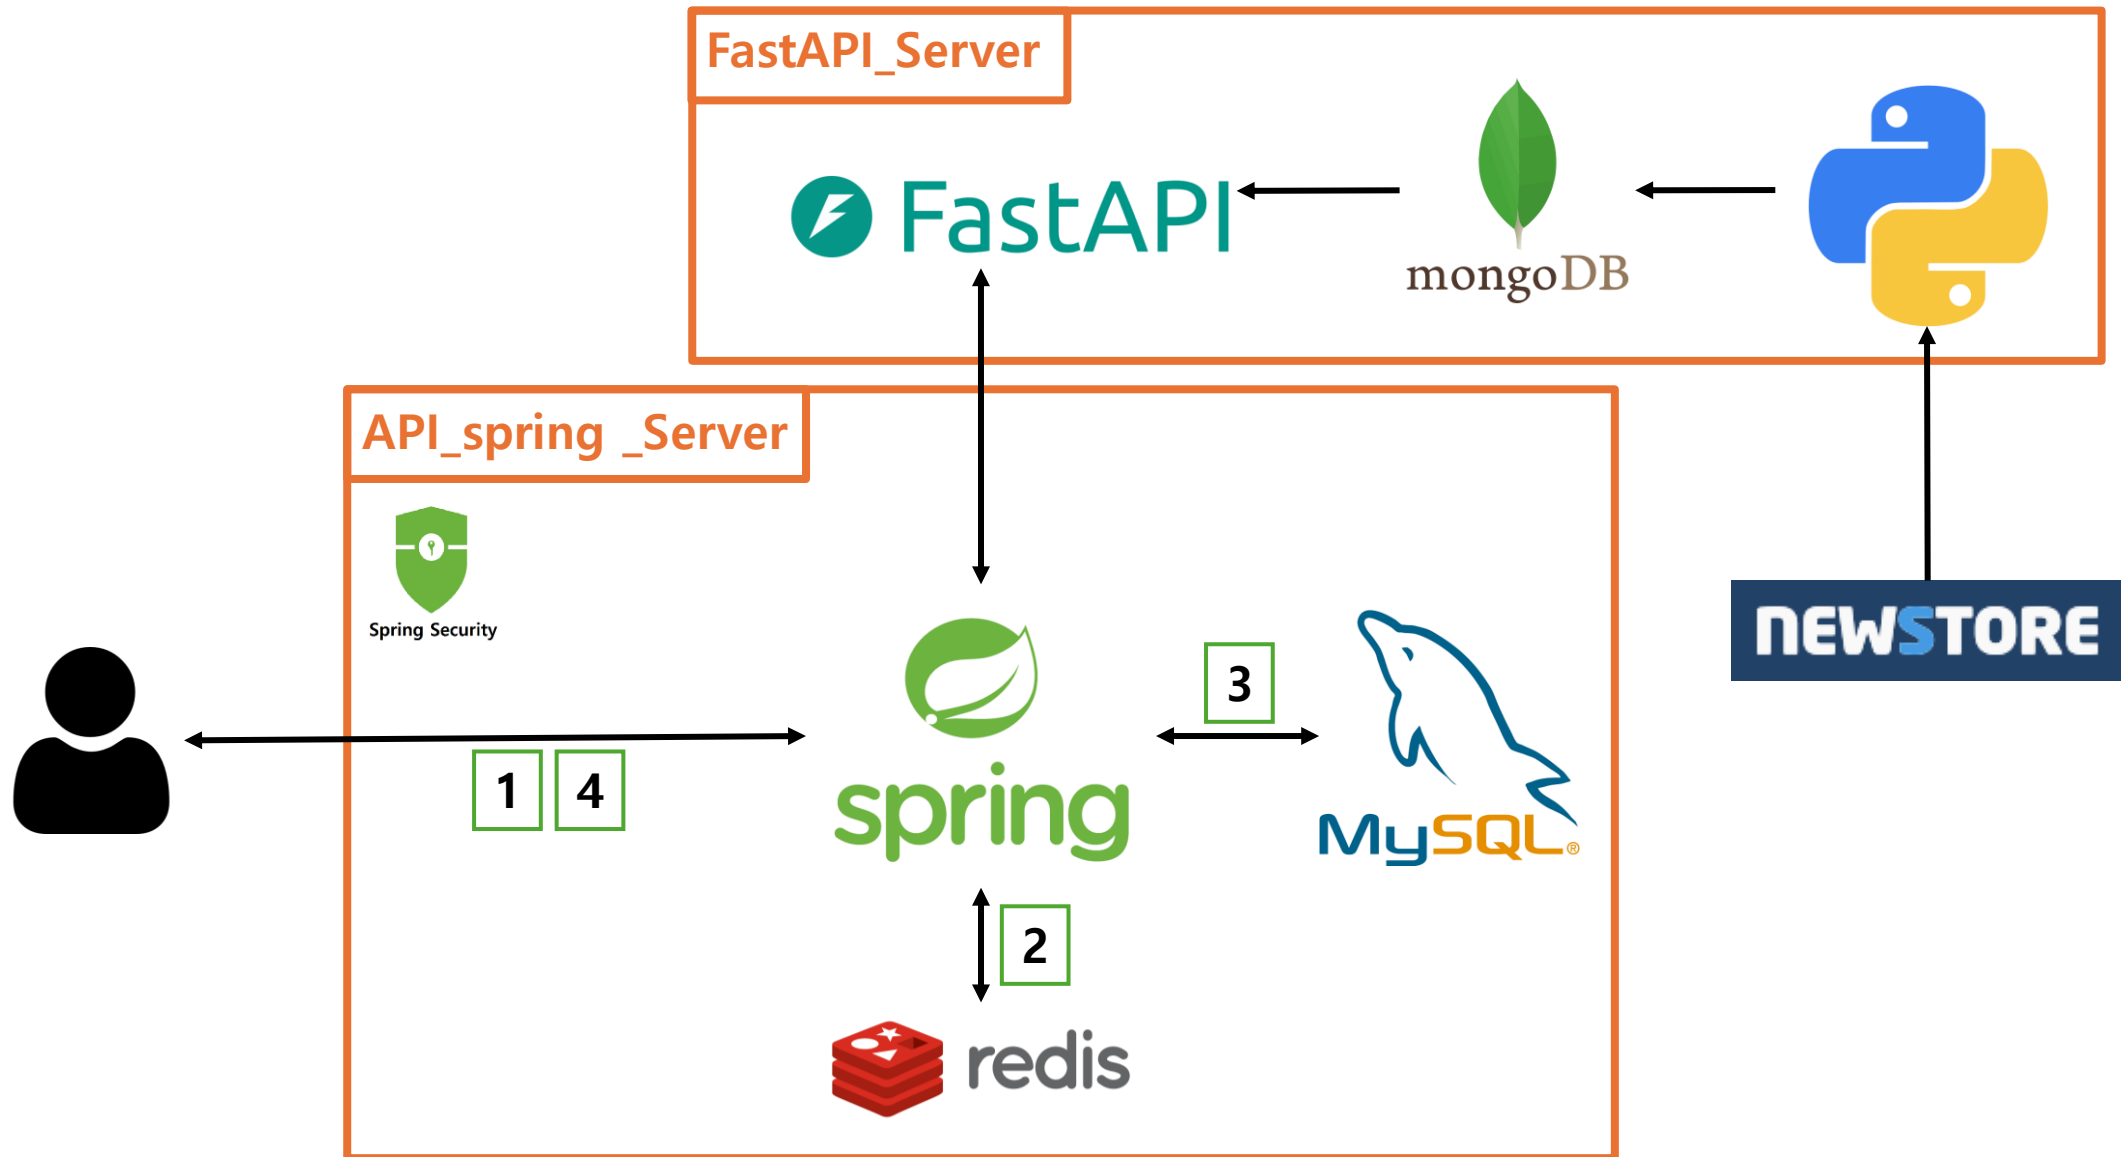 FastAPI_Server
FastAPI
mongoDB
API_spring _Server
Spring Security
NEWSTORE
3
1 4
spring
MySQL®
2
redis